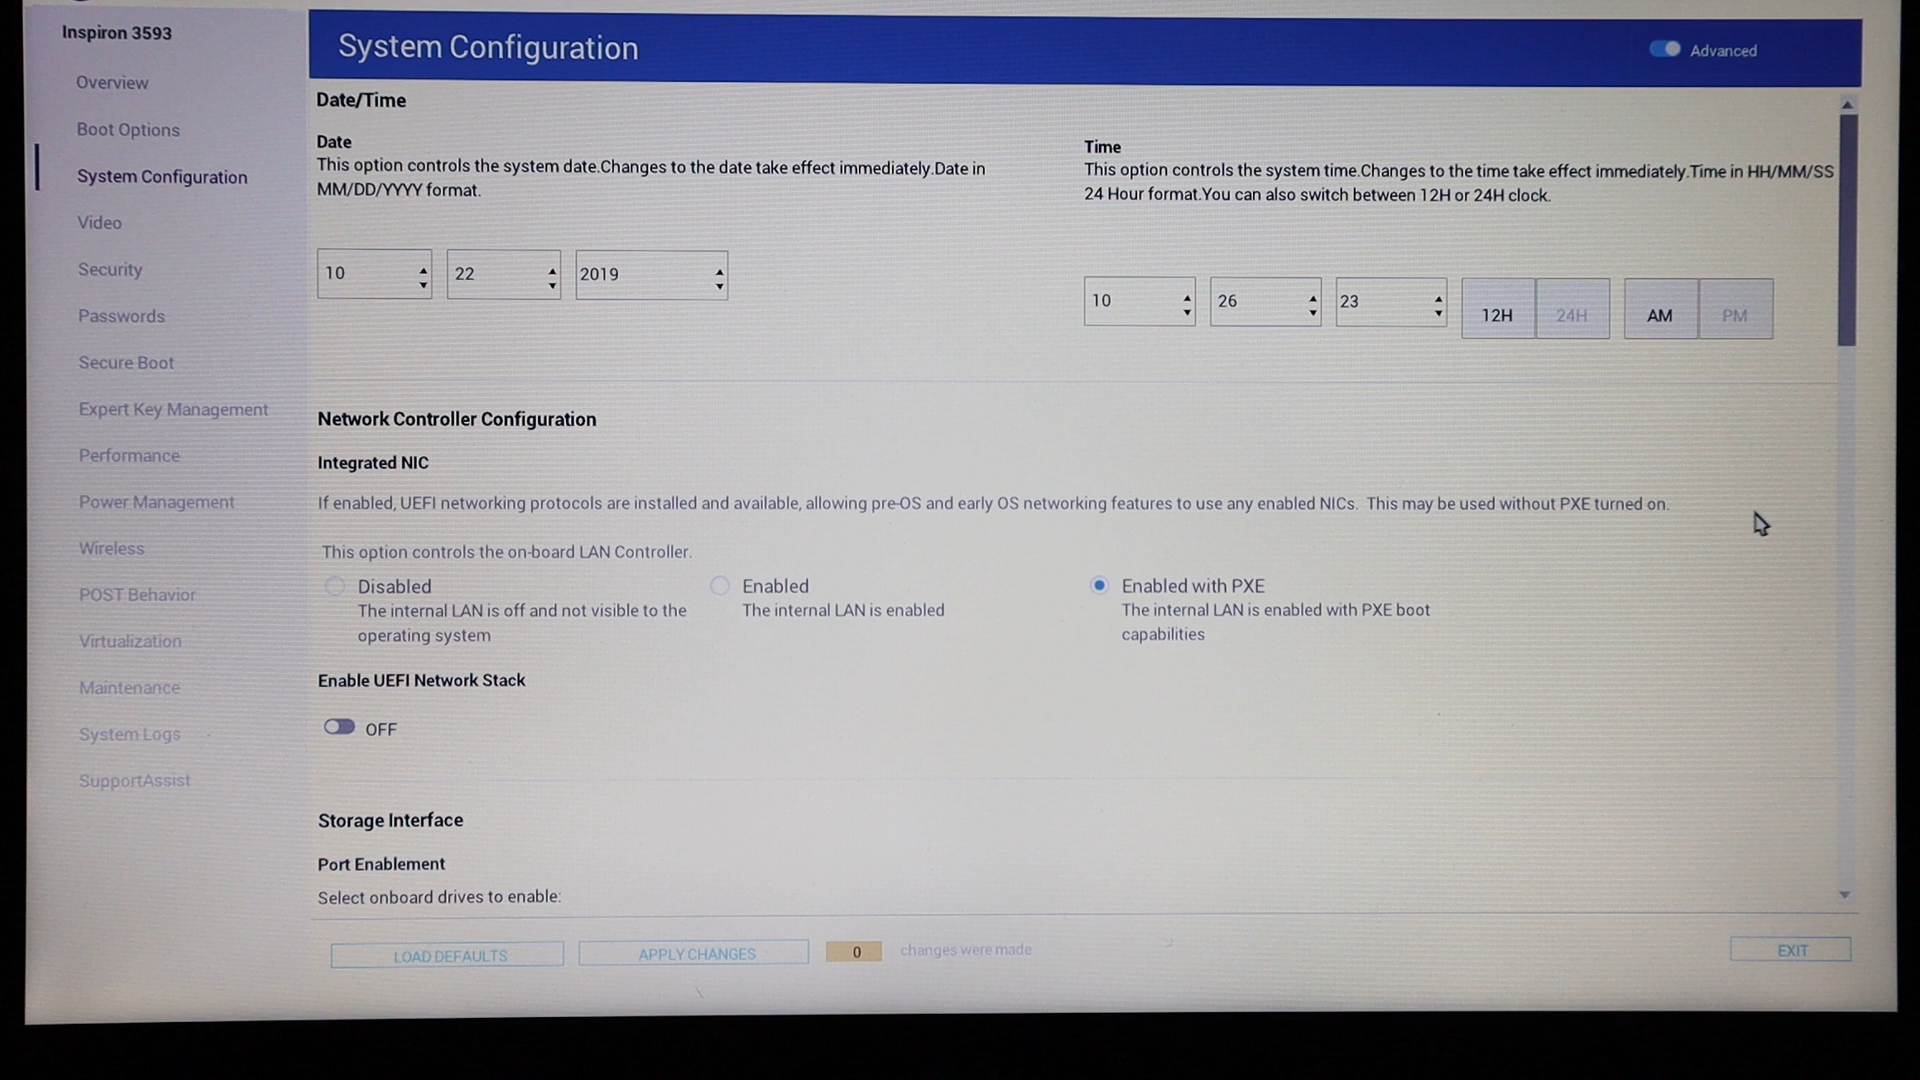 Inspiron 3593
Overview
Boot Options
System Configuration
Video
Security
Passwords
Secure Boot
Expert Key Management
Performance
Power Management
Wireless
POST Behavior
Virtualization
Maintenance
System Logs
SupportAssist
System Configuration
Advanced
Date/Time
Date
This option controls the system date.Changes to the date take effect immediately.Date in
MM/DD/YYYY format.
10 22 2019
Time
This option controls the system time.Changes to the time take effect immediately.Time in HH/MM/SS
24 Hour format.You can also switch between 12H or 24H clock.
10 26 23 12H 24H AM PM
Network Controller Configuration
Integrated NIC
If enabled, UEFI networking protocols are installed and available, allowing pre-OS and early OS networking features to use any enabled NICs. This may be used without PXE turned on.
This option controls the on-board LAN Controller.
Disabled
The internal LAN is off and not visible to the
operating system
Enabled
The internal LAN is enabled
Enabled with PXE
The internal LAN is enabled with PXE boot
capabilities
Enable UEFI Network Stack
OFF
Storage Interface
Port Enablement
Select onboard drives to enable:
LOAD DEFAULTS APPLY CHANGES 0 changes were made EXIT